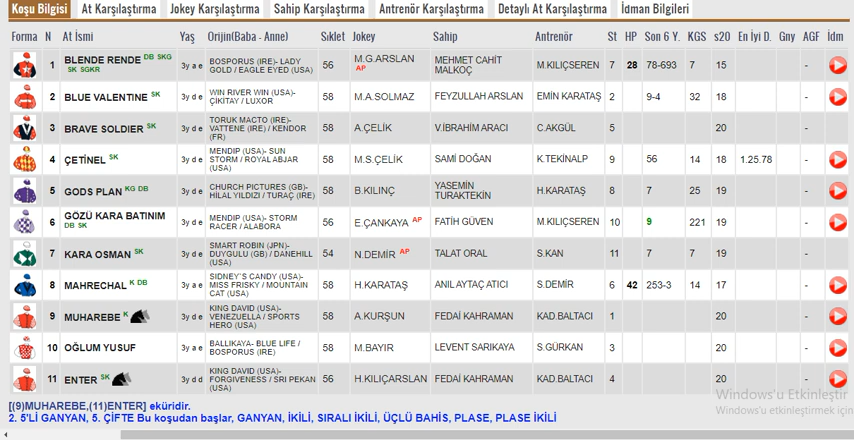 Koşu Bilgisi At Karşılaştırma Jokey Karşılaştırma Sahip Karşılaştırma Antrenör Karşılaştırma Detaylı At Karşılaştırma İdman Bilgileri
Forma N At İsmi Yaş Orijin(Baba - Anne) Sıklet Jokey Sahip Antrenör St HP Son 6 Y. KGS s20 En İyi D. Gny AGF İdm
1 BLENDE RENDE DB SKG SK SGKR 3y a e BOSPORUS (IRE)- LADY GOLD / EAGLE EYED (USA) 56 M.G.ARSLAN AP MEHMET CAHİT MALKOÇ M.KILIÇSEREN 7 28 78-693 7 15 -
2 BLUE VALENTINE SK 3y d e WIN RIVER WIN (USA)- ÇİKITAY / LUXOR 58 M.A.SOLMAZ FEYZULLAH ARSLAN EMİN KARATAŞ 2 9-4 32 18 -
3 BRAVE SOLDIER SK 3y d e TORUK MACTO (IRE)- VATTENE (IRE) / KENDOR (FR) 58 A.ÇELİK V.İBRAHİM ARACI C.AKGÜL 5 20 -
4 ÇETİNEL SK 3y d e MENDIP (USA)- SUN STORM / ROYAL ABJAR (USA) 58 M.S.ÇELİK SAMİ DOĞAN K.TEKİNALP 9 56 14 18 1.25.78 -
5 GODS PLAN KG DB 3y d e CHURCH PICTURES (GB)- HİLAL YILDIZI / TURAÇ (IRE) 58 B.KILINÇ YASEMİN TURAKTEKİN H.KARATAŞ 8 7 25 19 -
6 GÖZÜ KARA BATINIM DB SK 3y d e MENDIP (USA)- STORM RACER / ALABORA 56 E.ÇANKAYA AP FATİH GÜVEN M.KILIÇSEREN 10 9 221 19 -
7 KARA OSMAN SK 3y d e SMART ROBIN (JPN)- DUYGULU (GB) / DANEHILL (USA) 54 N.DEMİR AP TALAT ORAL S.KAN 11 7 7 19 -
8 MAHRECHAL K DB 3y a e SIDNEY`S CANDY (USA)- MISS FRISKY / MOUNTAIN CAT (USA) 58 H.KARATAŞ ANIL AYTAÇ ATICI S.DEMİR 6 42 253-3 14 17 -
9 MUHAREBE K 3y d e KING DAVID (USA)- VENEZUELLA / SPORTS HERO (USA) 58 A.KURŞUN FEDAİ KAHRAMAN KAD.BALTACI 1 20 -
10 OĞLUM YUSUF 3y a e BALLIKAYA- BLUE LIFE / BOSPORUS (IRE) 58 M.BAYIR LEVENT SARIKAYA S.GÜRKAN 3 20 -
11 ENTER SK 3y d d KING DAVID (USA)- FORGIVENESS / SRI PEKAN (USA) 56 H.KILIÇARSLAN FEDAİ KAHRAMAN KAD.BALTACI 4 20 -
[(9)MUHAREBE,(11)ENTER] eküridir.
2. 5'Lİ GANYAN, 5. ÇİFTE Bu koşudan başlar, GANYAN, İKİLİ, SIRALI İKİLİ, ÜÇLÜ BAHİS, PLASE, PLASE İKİLİ
Windows'u Etkinleştir
Windows'u etkinleştirmek için